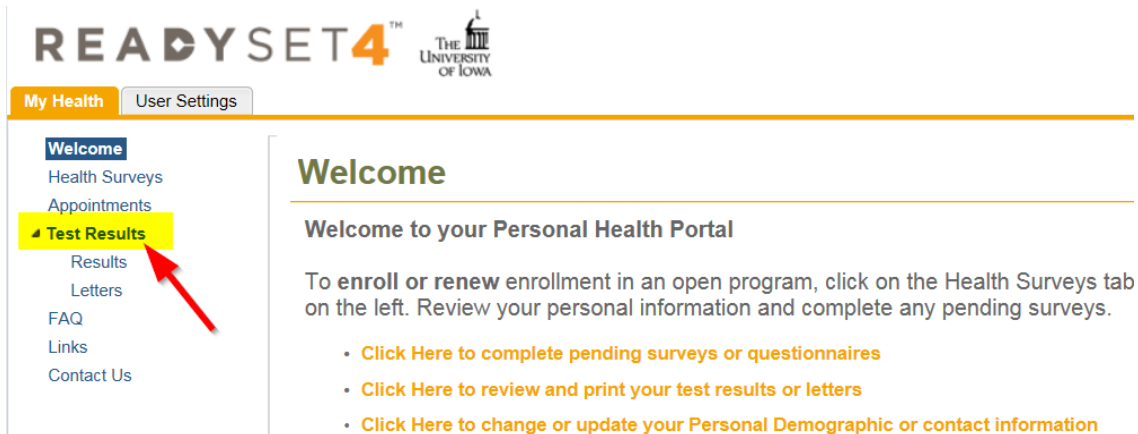 READYSET4™
THE
UNIVERSITY
OF IOWA
My Health
User Settings
Welcome
Health Surveys
Appointments
Test Results
Results
Letters
FAQ
Links
Contact Us
Welcome
Welcome to your Personal Health Portal
To enroll or renew enrollment in an open program, click on the Health Surveys tab
on the left. Review your personal information and complete any pending surveys.
• Click Here to complete pending surveys or questionnaires
• Click Here to review and print your test results or letters
• Click Here to change or update your Personal Demographic or contact information